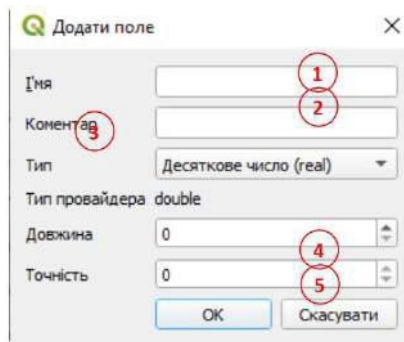 Додати поле
Ім'я 1
2
Коментар 3
Тип Десяткове число (real)
Тип провайдера double
Довжина 0
4
Точність 0
5
OK Скасувати